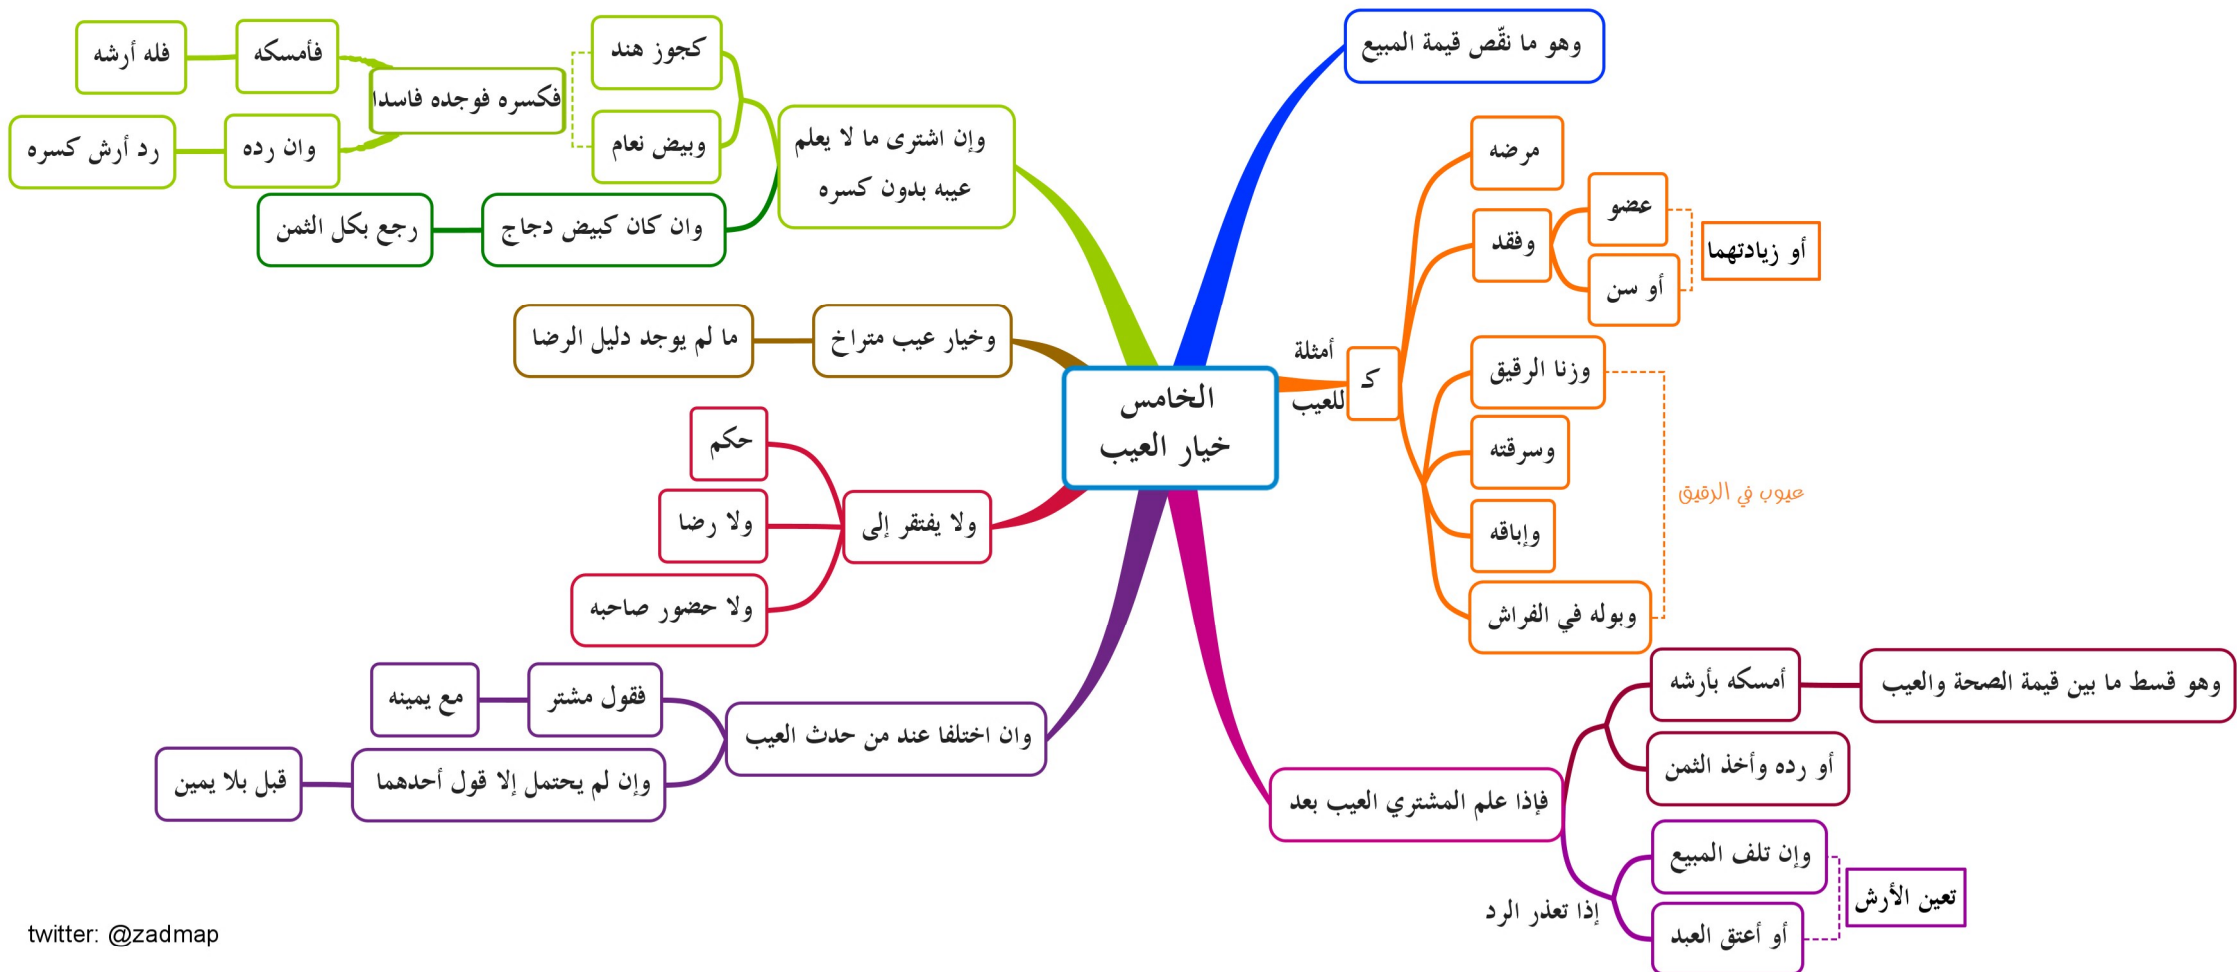 الخامس
خيار العيب
وهو ما نقّص قيمة المبيع
أمثلة
للعيب
كـ
مرضه
وفقد
عضو
أو سن
أو زيادتهما
وزنا الرقيق
وسرقته
وإباقه
وبوله في الفراش
عيوب في الرقيق
فإذا علم المشتري العيب بعد
أمسكه بأرشه
وهو قسط ما بين قيمة الصحة والعيب
أو رده وأخذ الثمن
إذا تعذر الرد
وإن تلف المبيع
أو أعتق العبد
تعين الأرش
وإن اشترى ما لا يعلم
عيبه بدون كسره
كجوز هند
وبيض نعام
فكسره فوجده فاسدا
فأمسكه
فله أرشه
وان رده
رد أرش كسره
وان كان كبيض دجاج
رجع بكل الثمن
وخيار عيب متراخ
ما لم يوجد دليل الرضا
ولا يفتقر إلى
حكم
ولا رضا
ولا حضور صاحبه
وان اختلفا عند من حدث العيب
فقول مشتر
مع يمينه
وإن لم يحتمل إلا قول أحدهما
قبل بلا يمين
twitter: @zadmap